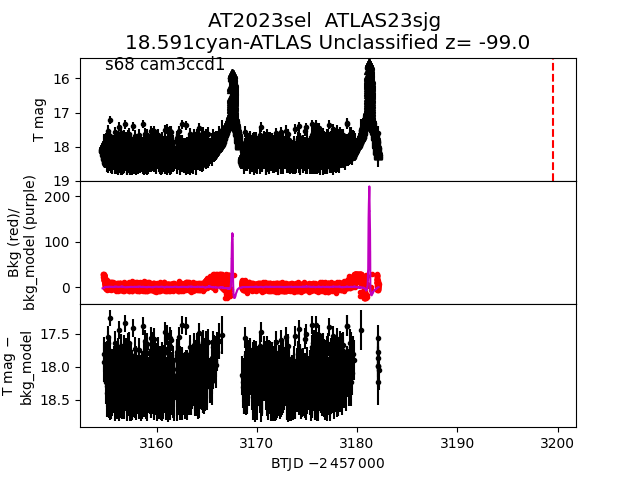 AT2023sel  ATLAS23sjg
18.591cyan-ATLAS Unclassified z= -99.0
s68 cam3ccd1
T mag
16
17
18
19
Bkg (red)/
bkg_model (purple)
200
100
0
T mag −
bkg_model
17.5
18.0
18.5
3160 3170 3180 3190 3200
BTJD −2 457 000